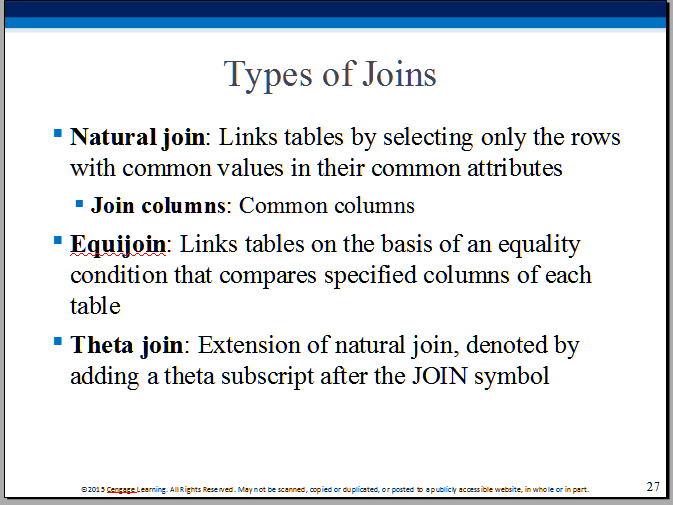 Types of Joins
▪ Natural join: Links tables by selecting only the rows
with common values in their common attributes
▪ Join columns: Common columns
▪ Equijoin: Links tables on the basis of an equality
condition that compares specified columns of each
table
▪ Theta join: Extension of natural join, denoted by
adding a theta subscript after the JOIN symbol
©2015 Cengage Learning. All Rights Reserved. May not be scanned, copied or duplicated, or posted to a publicly accessible website, in whole or in part.
27